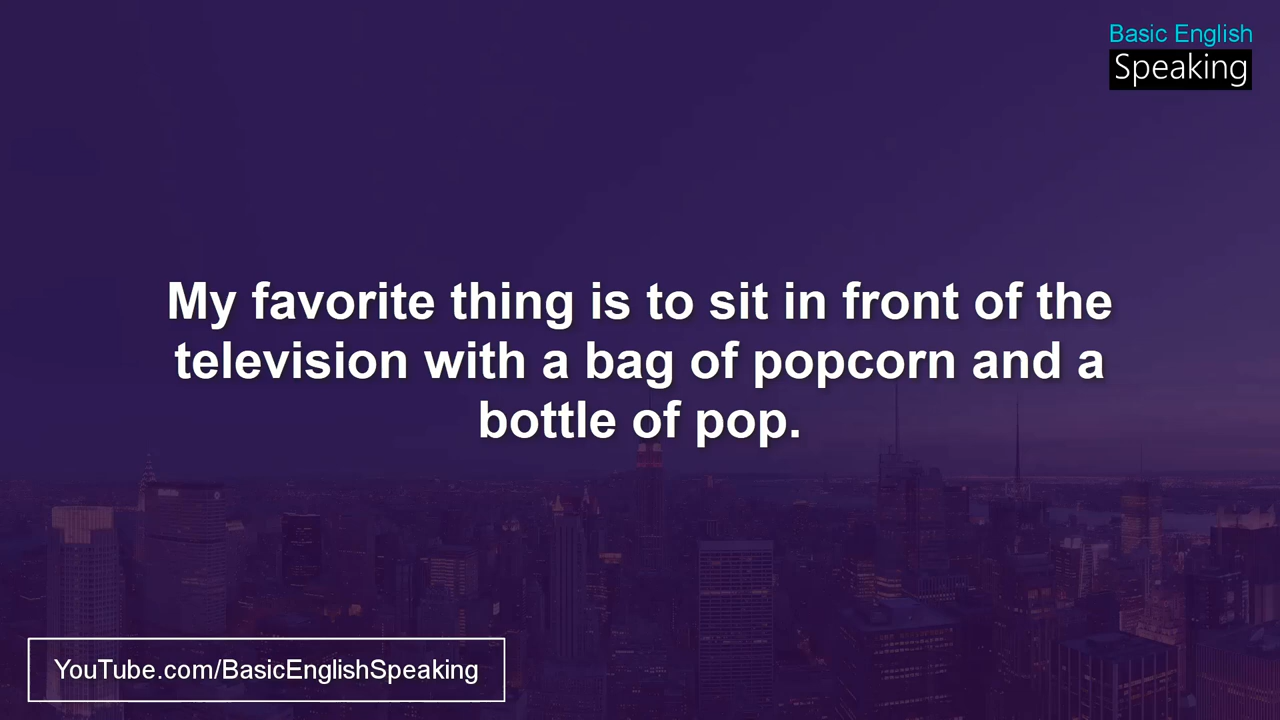 Basic English
Speaking
My favorite thing is to sit in front of the
television with a bag of popcorn and a
bottle of pop.
YouTube.com/BasicEnglishSpeaking